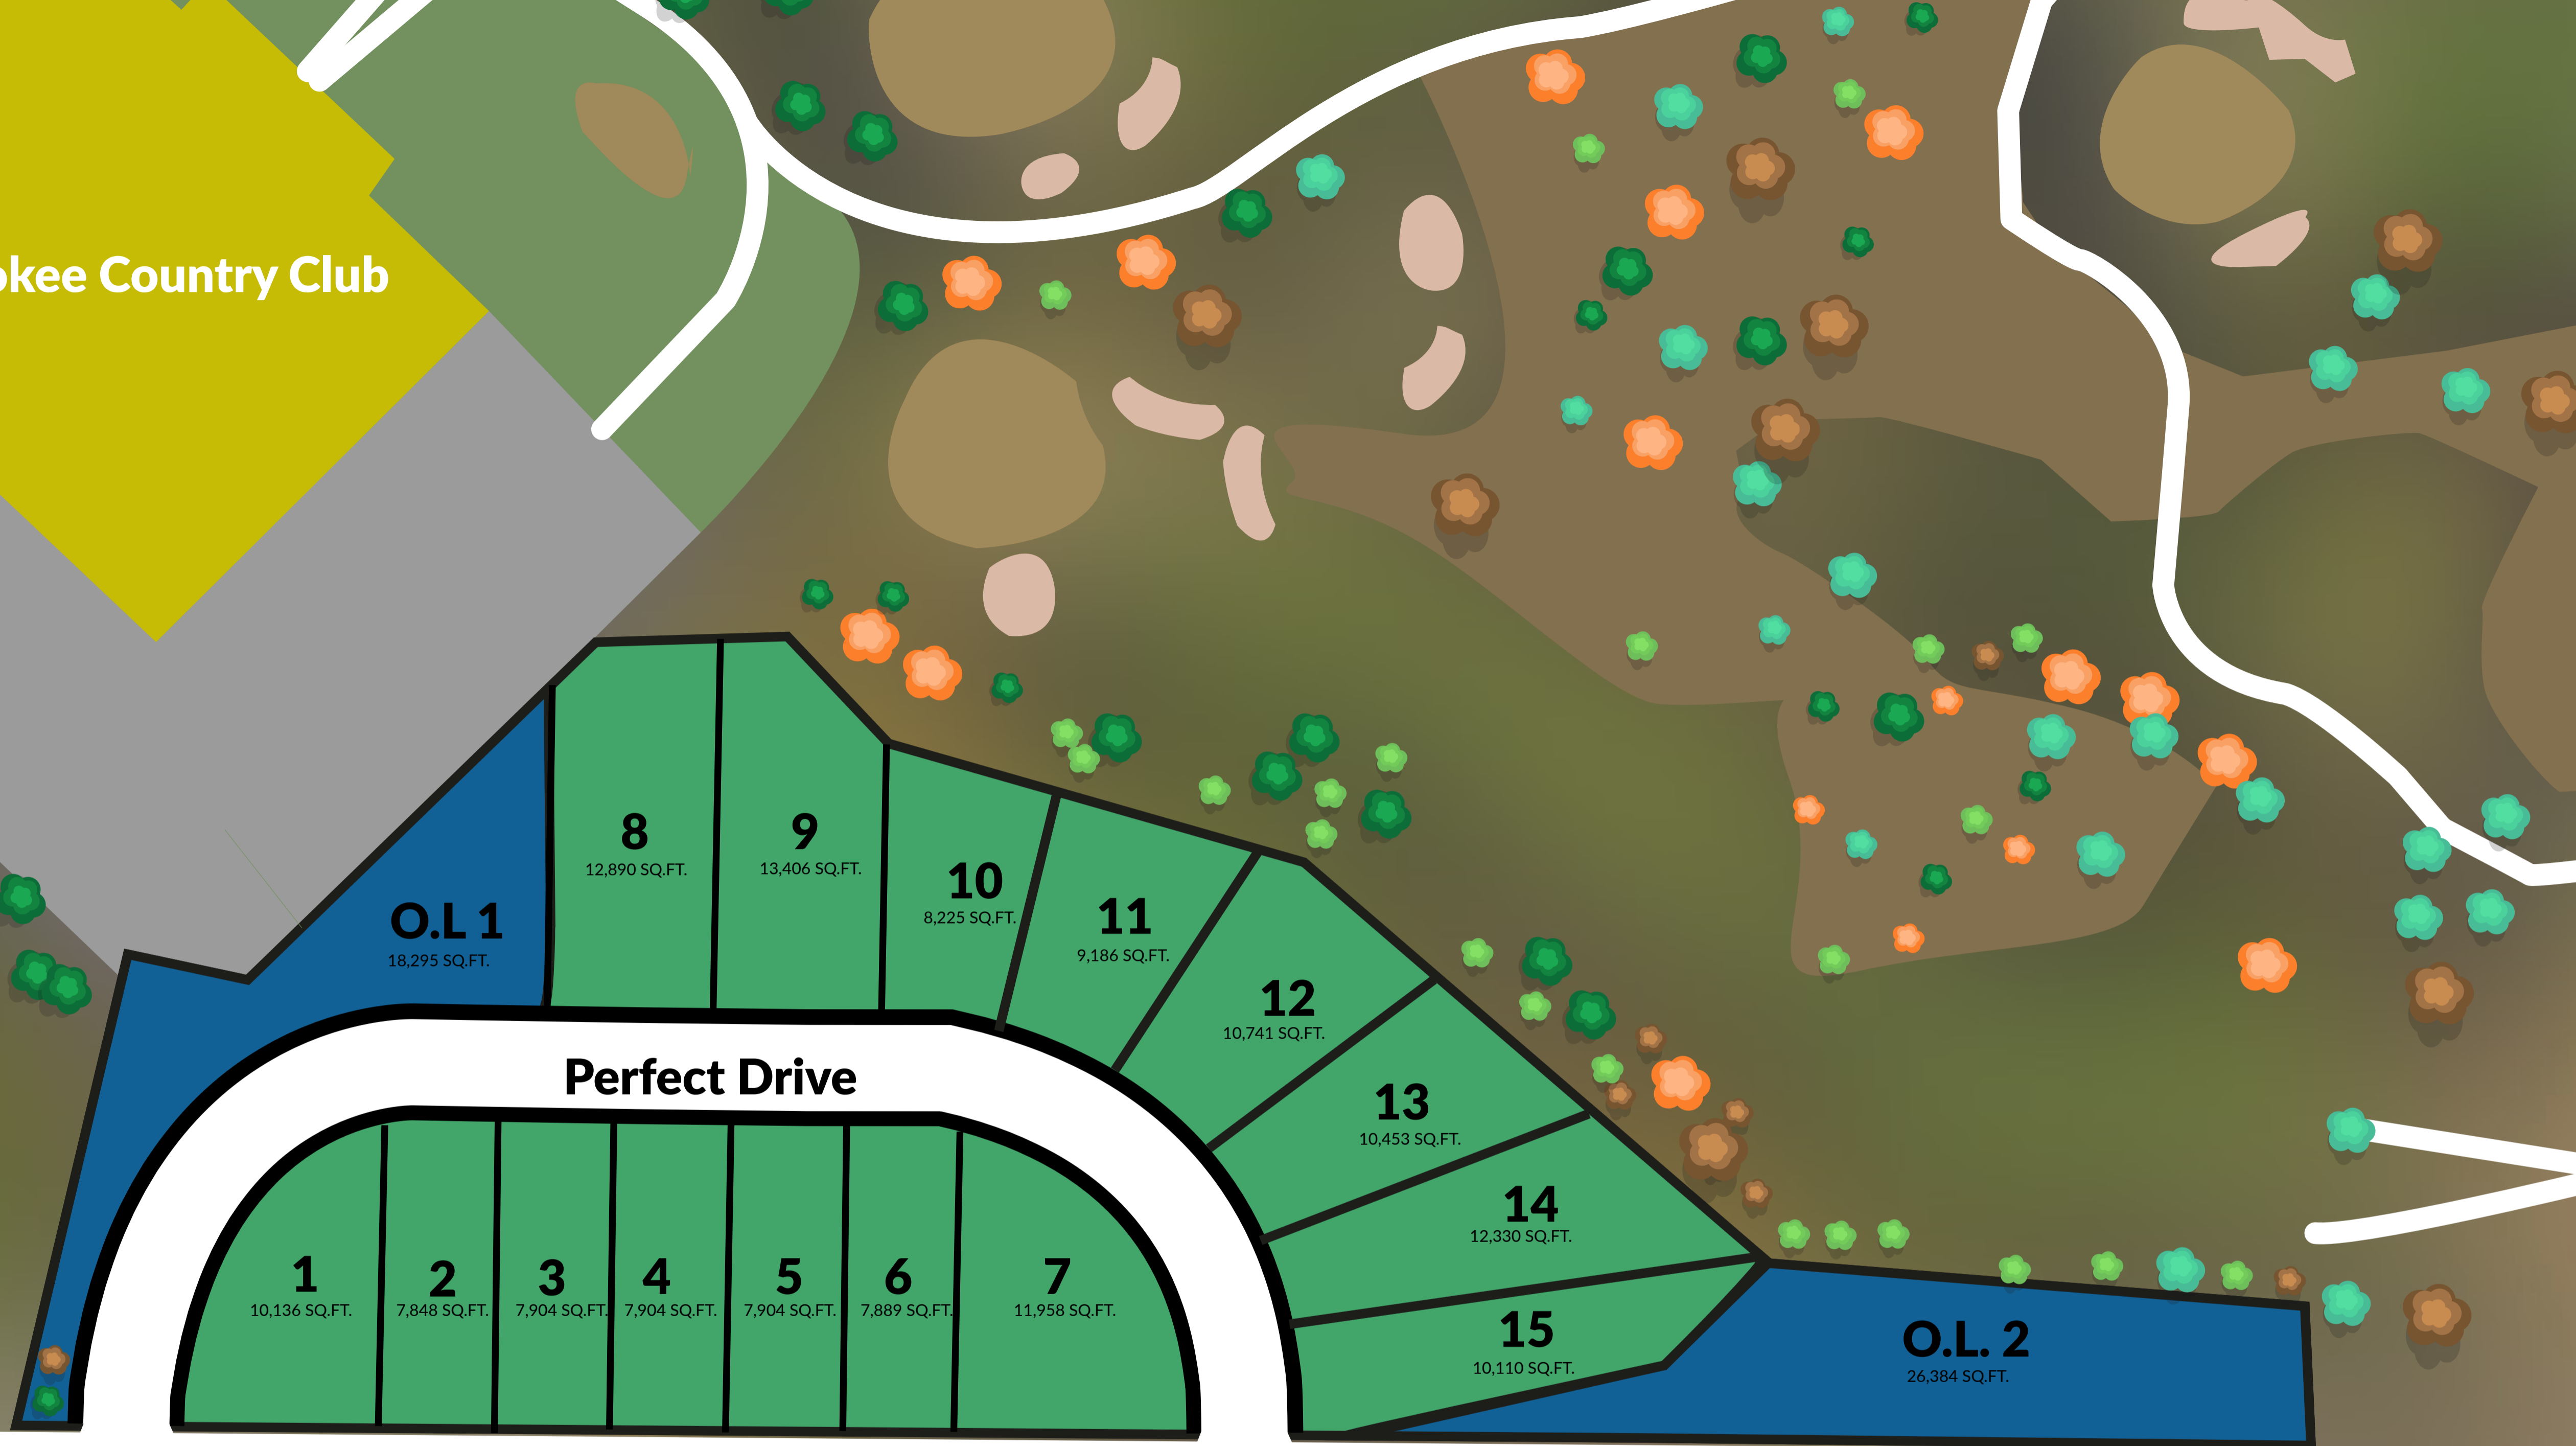 okee Country Club
8
12,890 SQ.FT.
9
13,406 SQ.FT.
10
8,225 SQ.FT.
11
9,186 SQ.FT.
O.L 1
18,295 SQ.FT.
12
10,741 SQ.FT.
13
10,453 SQ.FT.
14
12,330 SQ.FT.
15
10,110 SQ.FT.
O.L. 2
26,384 SQ.FT.
Perfect Drive
1
10,136 SQ.FT.
2
7,848 SQ.FT.
3
7,904 SQ.FT.
4
7,904 SQ.FT.
5
7,904 SQ.FT.
6
7,889 SQ.FT.
7
11,958 SQ.FT.